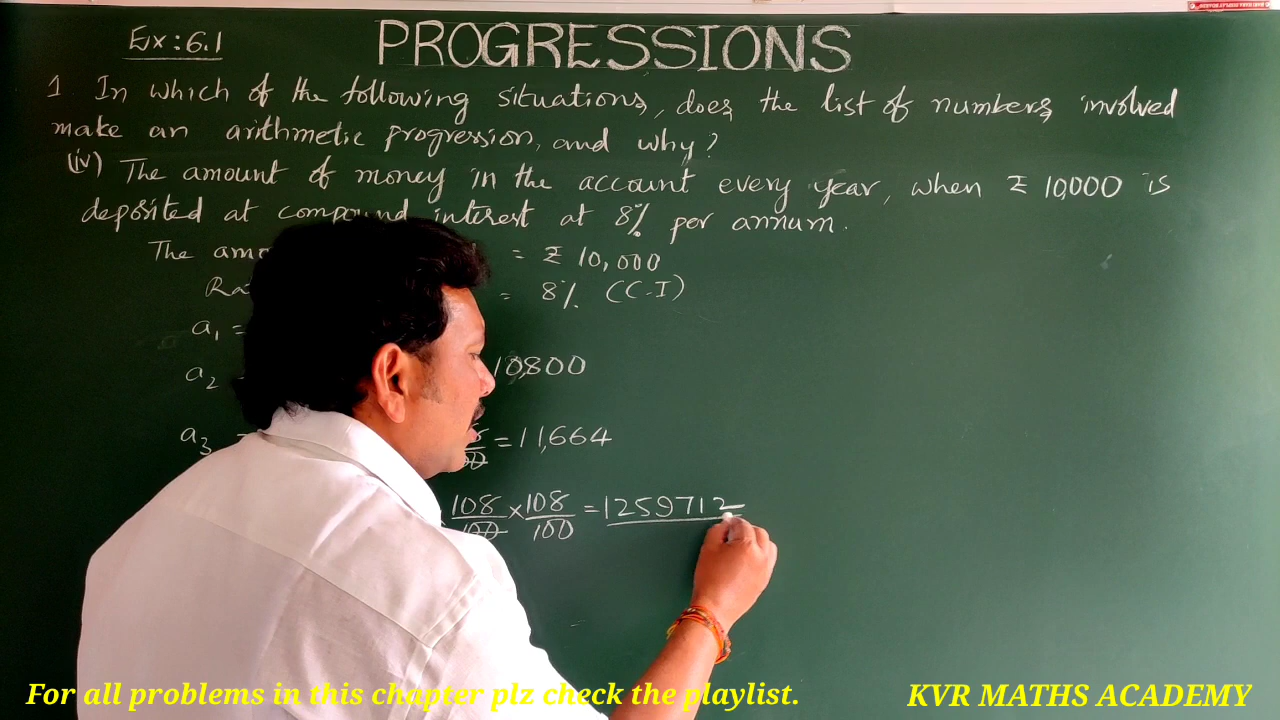 Ex:6.1 PROGRESSIONS
1 In which of the following situations, does the list of numbers involved
make an arithmetic progression, and why?
(iv) The amount of money in the account every year, when ₹ 10,000 is
deposited at compound interest at 8% per annum.
The = ₹ 10,000
= 8% (C.I)
a₁ =
a₂ 10,800
a₃ = 11,664
108/100 × 108/100 = 1259712
For all problems in this chapter plz check the playlist. KVR MATHS ACADEMY